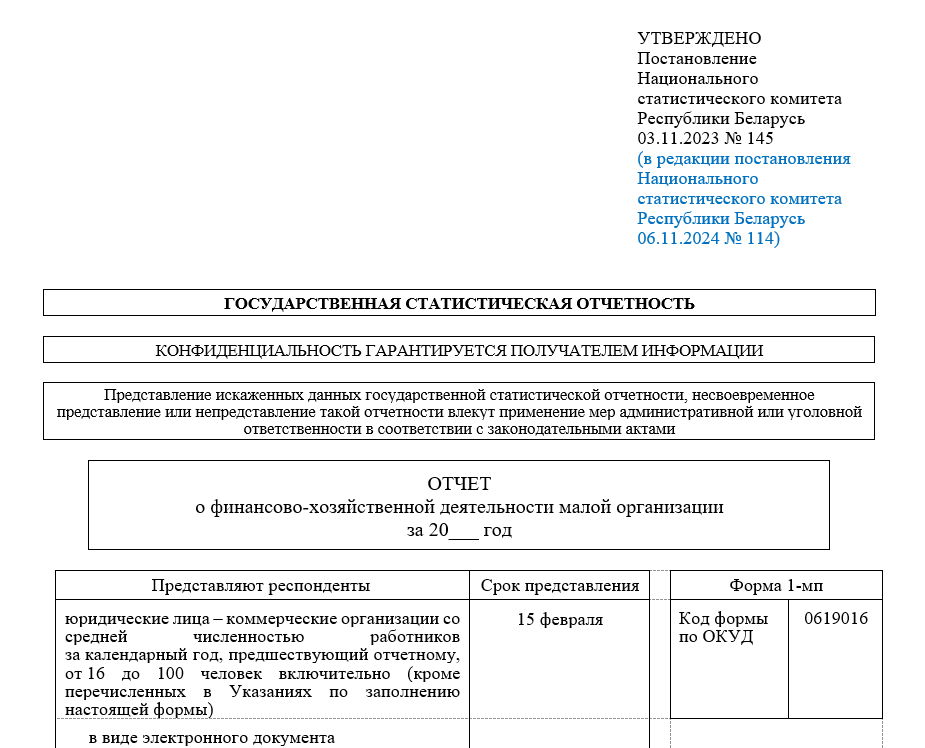 УТВЕРЖДЕНО
Постановление
Национального
статистического комитета
Республики Беларусь
03.11.2023 № 145
(в редакции постановления
Национального
статистического комитета
Республики Беларусь
06.11.2024 № 114)
ГОСУДАРСТВЕННАЯ СТАТИСТИЧЕСКАЯ ОТЧЕТНОСТЬ
КОНФИДЕНЦИАЛЬНОСТЬ ГАРАНТИРУЕТСЯ ПОЛУЧАТЕЛЕМ ИНФОРМАЦИИ
Представление искаженных данных государственной статистической отчетности, несвоевременное
представление или непредставление такой отчетности влекут применение мер административной или уголовной
ответственности в соответствии с законодательными актами
ОТЧЕТ
о финансово-хозяйственной деятельности малой организации
за 20___ год
Представляют респонденты
Срок представления
Форма 1-мп
юридические лица – коммерческие организации со
средней численностью работников
за календарный год, предшествующий отчетному,
от 16 до 100 человек включительно (кроме
перечисленных в Указаниях по заполнению
настоящей формы)
15 февраля
Код формы
по ОКУД
0619016
в виде электронного документа